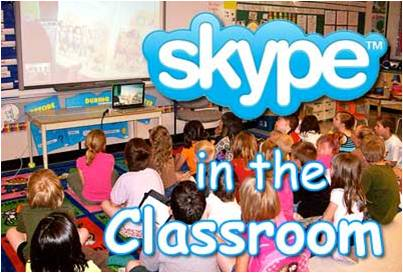 skype™
in the
Classroom